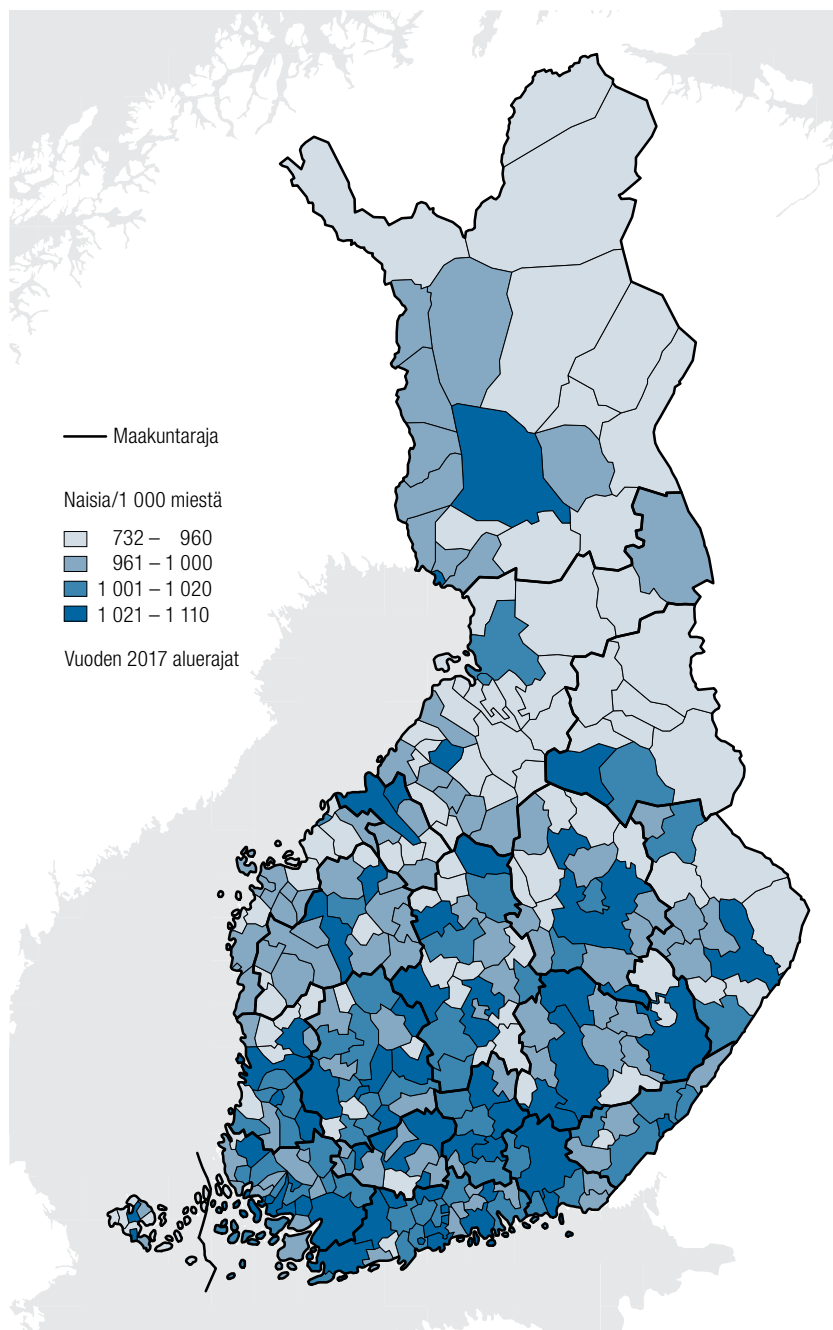 Maakuntaraja
Naisia/1 000 miestä
732 – 960
961 – 1 000
1 001 – 1 020
1 021 – 1 110
Vuoden 2017 aluerajat